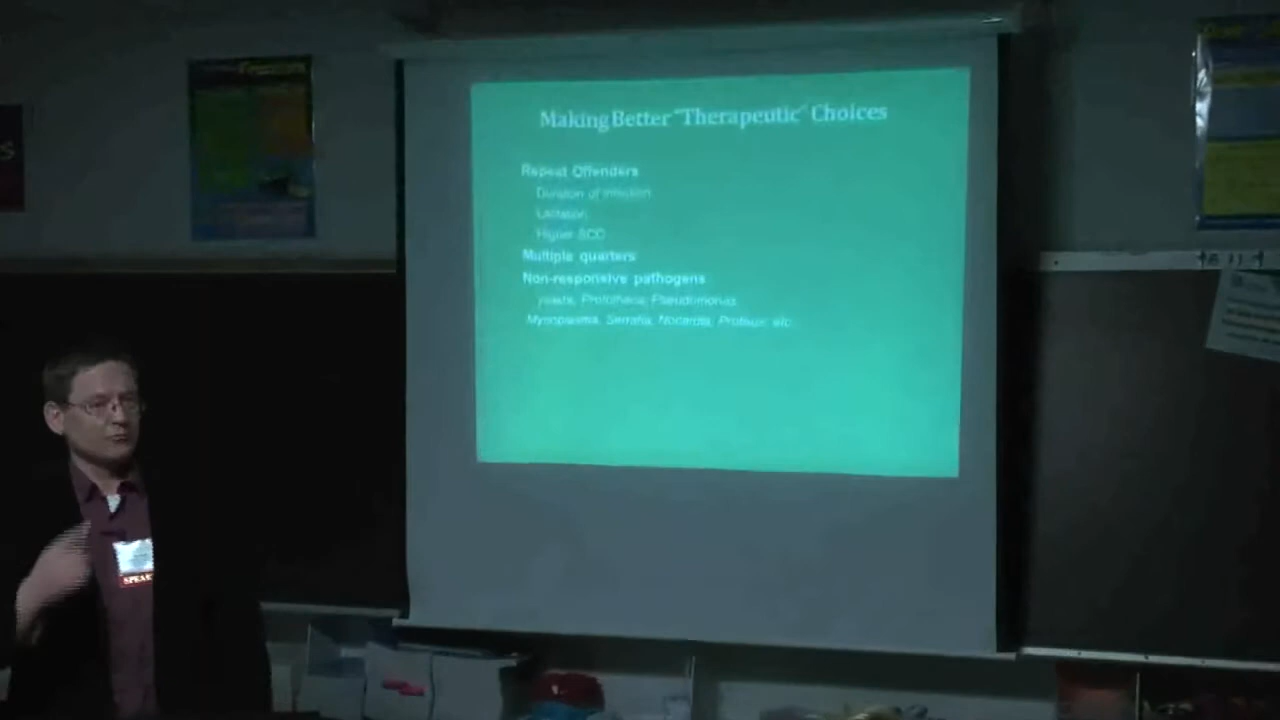 Making Better "Therapeutic" Choices
Repeat Offenders
Duration of infection
Higher SCC
Multiple quarters
Non-responsive pathogens
yeasts, Prototheca, Pseudomonas,
Mycoplasma, Serratia, Nocardia, Proteus, etc.
SPEAK